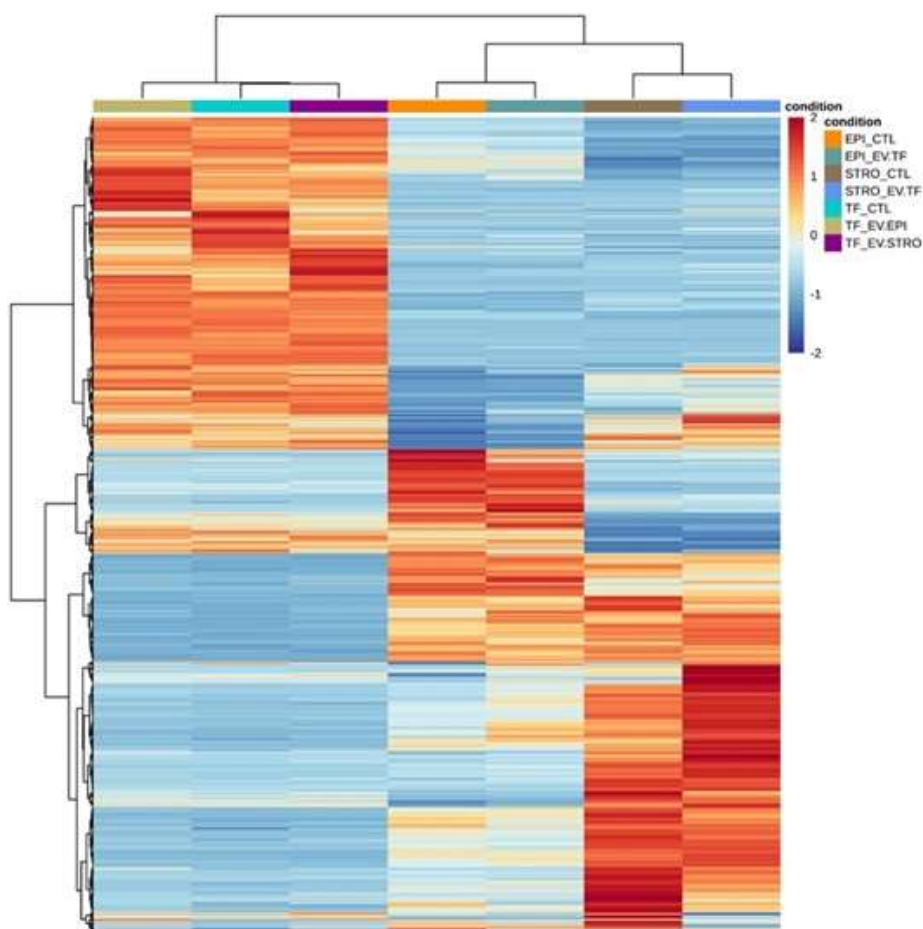 condition
2
1
0
-1
-2
condition
EPI_CTL
EPI_EV.TF
STRO_CTL
STRO_EV.TF
TF_CTL
TF_EV.EPI
TF_EV.STRO